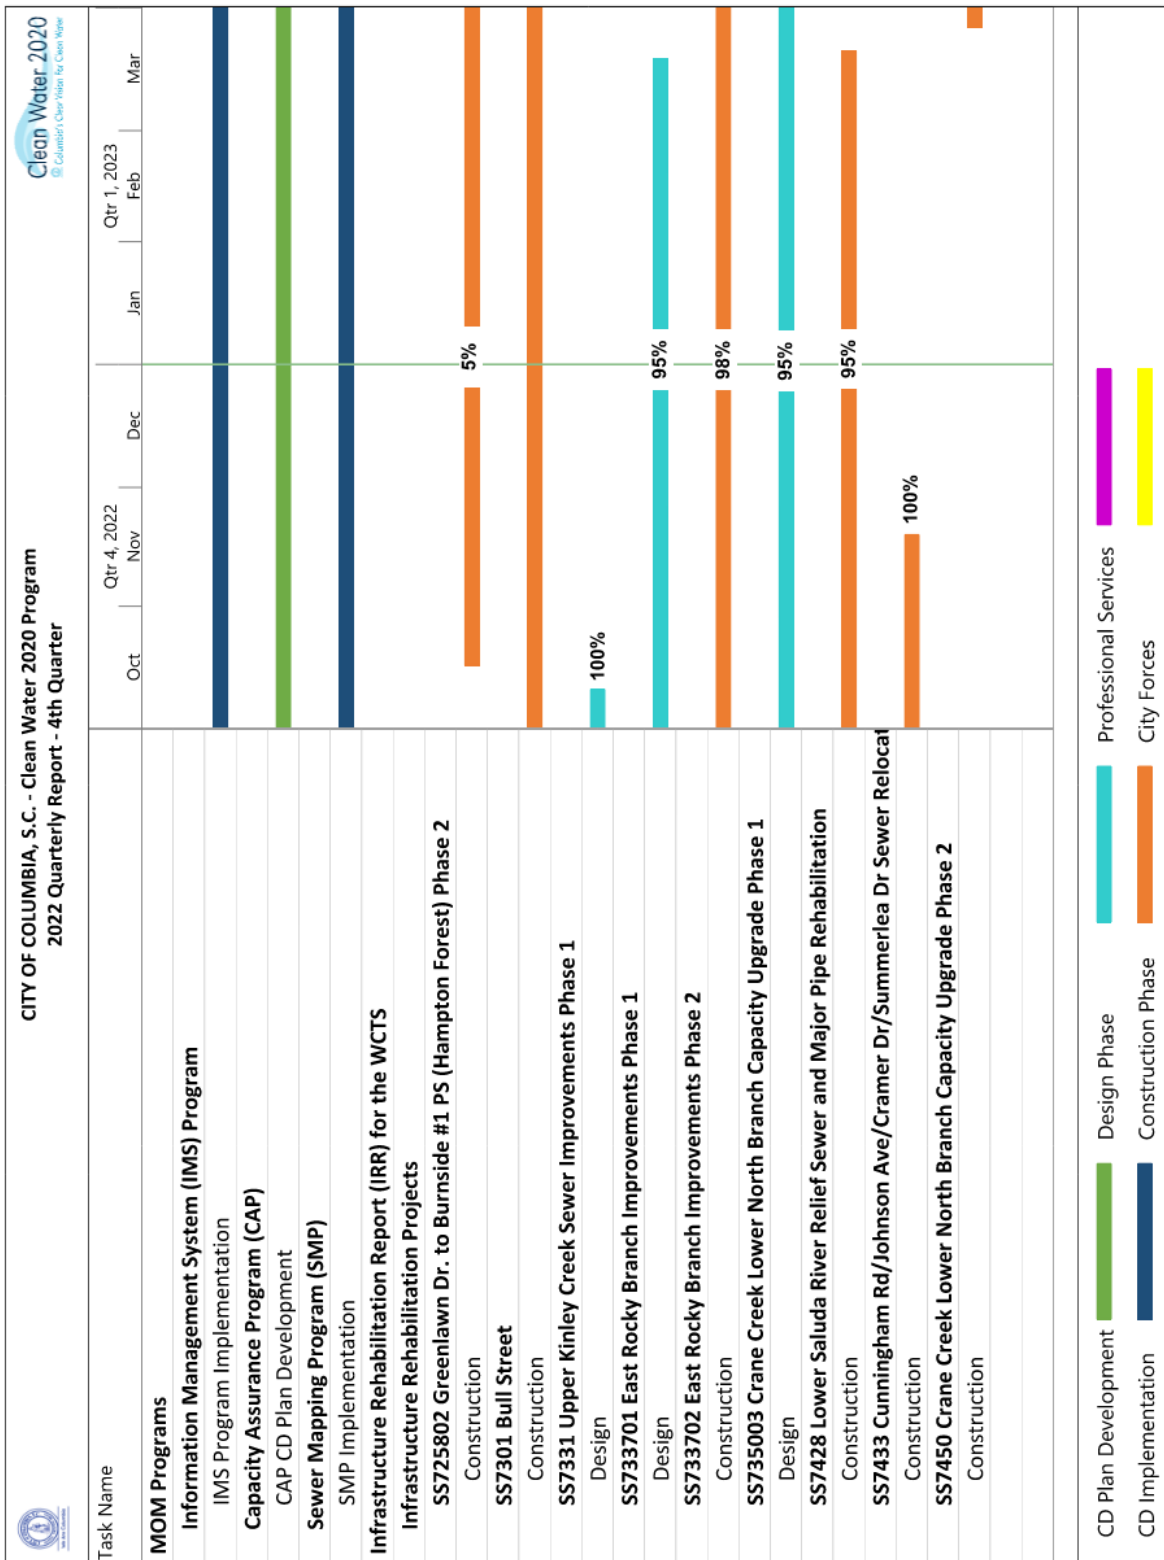 CITY OF COLUMBIA, S.C. - Clean Water 2020 Program
2022 Quarterly Report - 4th Quarter
Clean Water 2020
Columbia's Clear Vision For Clean Water
Task Name
Qtr 4, 2022
Qtr 1, 2023
Oct
Nov
Dec
Jan
Feb
Mar
MOM Programs
Information Management System (IMS) Program
IMS Program Implementation
Capacity Assurance Program (CAP)
CAP CD Plan Development
Sewer Mapping Program (SMP)
SMP Implementation
Infrastructure Rehabilitation Report (IRR) for the WCTS
Infrastructure Rehabilitation Projects
SS725802 Greenlawn Dr. to Burnside #1 PS (Hampton Forest) Phase 2
Construction
5%
SS7301 Bull Street
Construction
SS7331 Upper Kinley Creek Sewer Improvements Phase 1
Design
100%
SS733701 East Rocky Branch Improvements Phase 1
Design
95%
SS733702 East Rocky Branch Improvements Phase 2
Construction
98%
SS735003 Crane Creek Lower North Branch Capacity Upgrade Phase 1
Design
95%
SS7428 Lower Saluda River Relief Sewer and Major Pipe Rehabilitation
Construction
95%
SS7433 Cunningham Rd/Johnson Ave/Cramer Dr/Summerlea Dr Sewer Relocat
Construction
100%
SS7450 Crane Creek Lower North Branch Capacity Upgrade Phase 2
Construction
CD Plan Development
Design Phase
Professional Services
CD Implementation
Construction Phase
City Forces